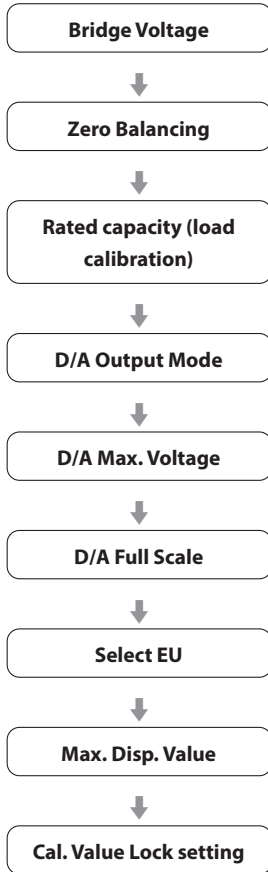 Bridge Voltage
Zero Balancing
Rated capacity (load
calibration)
D/A Output Mode
D/A Max. Voltage
D/A Full Scale
Select EU
Max. Disp. Value
Cal. Value Lock setting